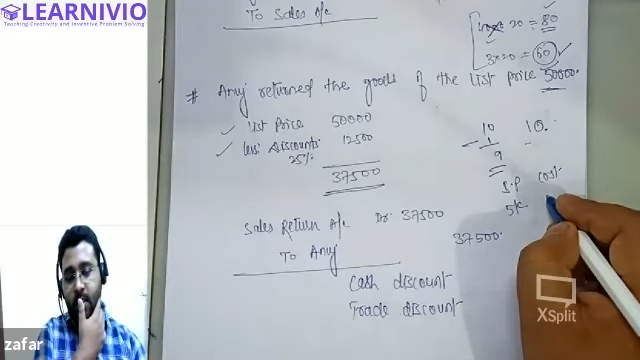 LEARNIVIO
Teaching Creativity and Inventive Problem Solving
To Sales A/c
20 = 80
3x20 = 60
# Anuj returned the goods of the list price 50000.
List Price 50000
Less: Discounts 12500
25%
37500
10 10.
1
9
S.P cost
5k
Sales Return A/c Dr. 37500
To Anuj 37500.
Cash discount
Trade discount
zafar
XSplit